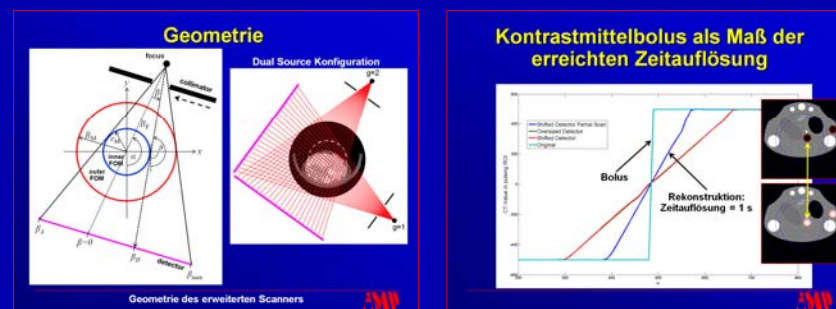 Geometrie
focus
collimator
y
x
inner
FOM
outer
FOM
β=0
detector
Dual Source Konfiguration
g=2
g=1
Geometrie des erweiterten Scanners
Kontrastmittelbolus als Maß der
erreichten Zeitauflösung
Shifted Detector Partial Scan
Oversized Detector
Shifted Detector
Original
Bolus
Rekonstruktion:
Zeitauflösung = 1 s